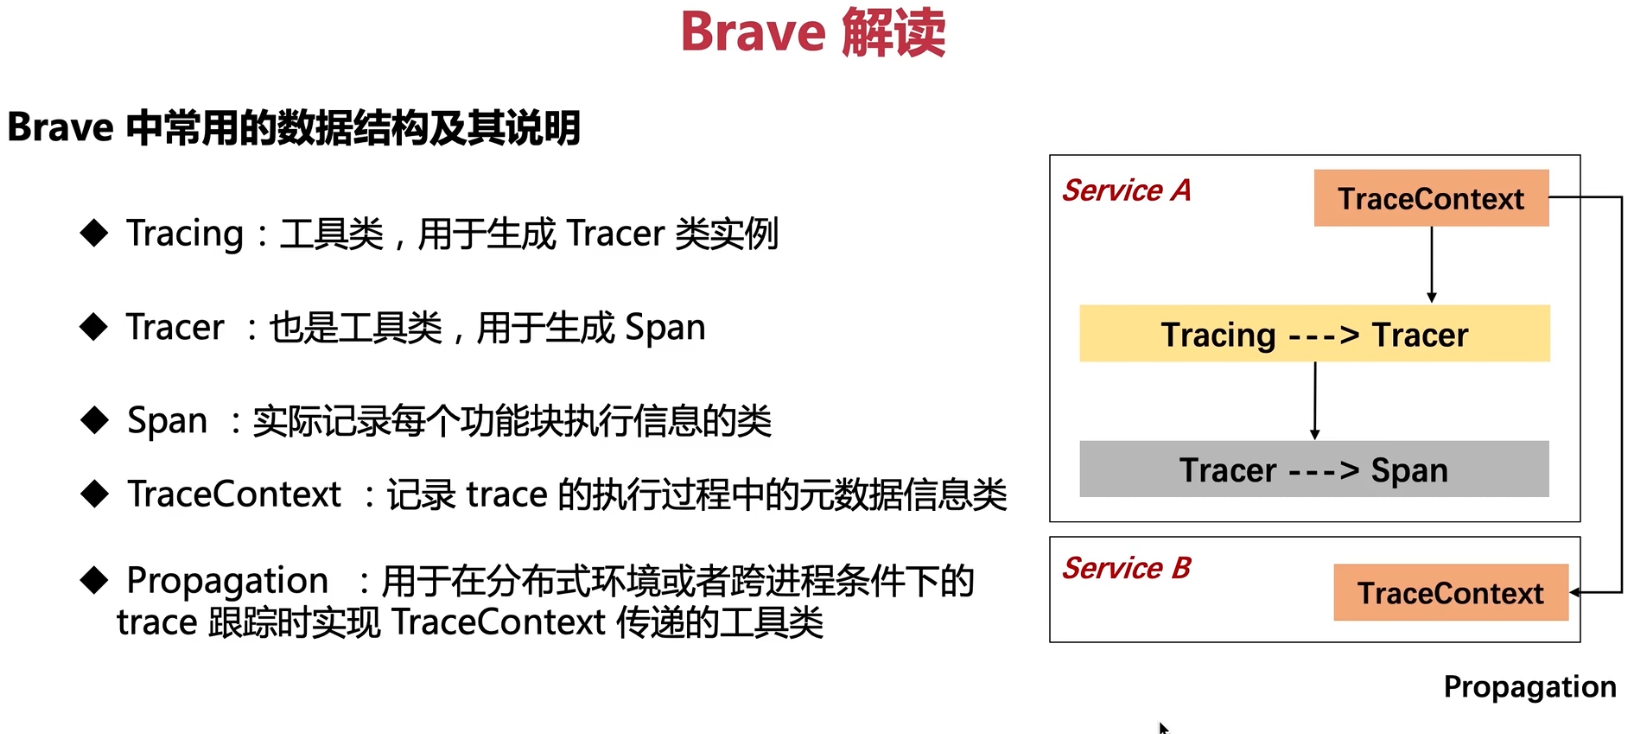 Brave 解读
Brave 中常用的数据结构及其说明
◆ Tracing：工具类，用于生成 Tracer 类实例
◆ Tracer ：也是工具类，用于生成 Span
◆ Span ：实际记录每个功能块执行信息的类
◆ TraceContext ：记录 trace 的执行过程中的元数据信息类
◆ Propagation ：用于在分布式环境或者跨进程条件下的
trace 跟踪时实现 TraceContext 传递的工具类
Service A
TraceContext
Tracing ---> Tracer
Tracer ---> Span
Service B
TraceContext
Propagation